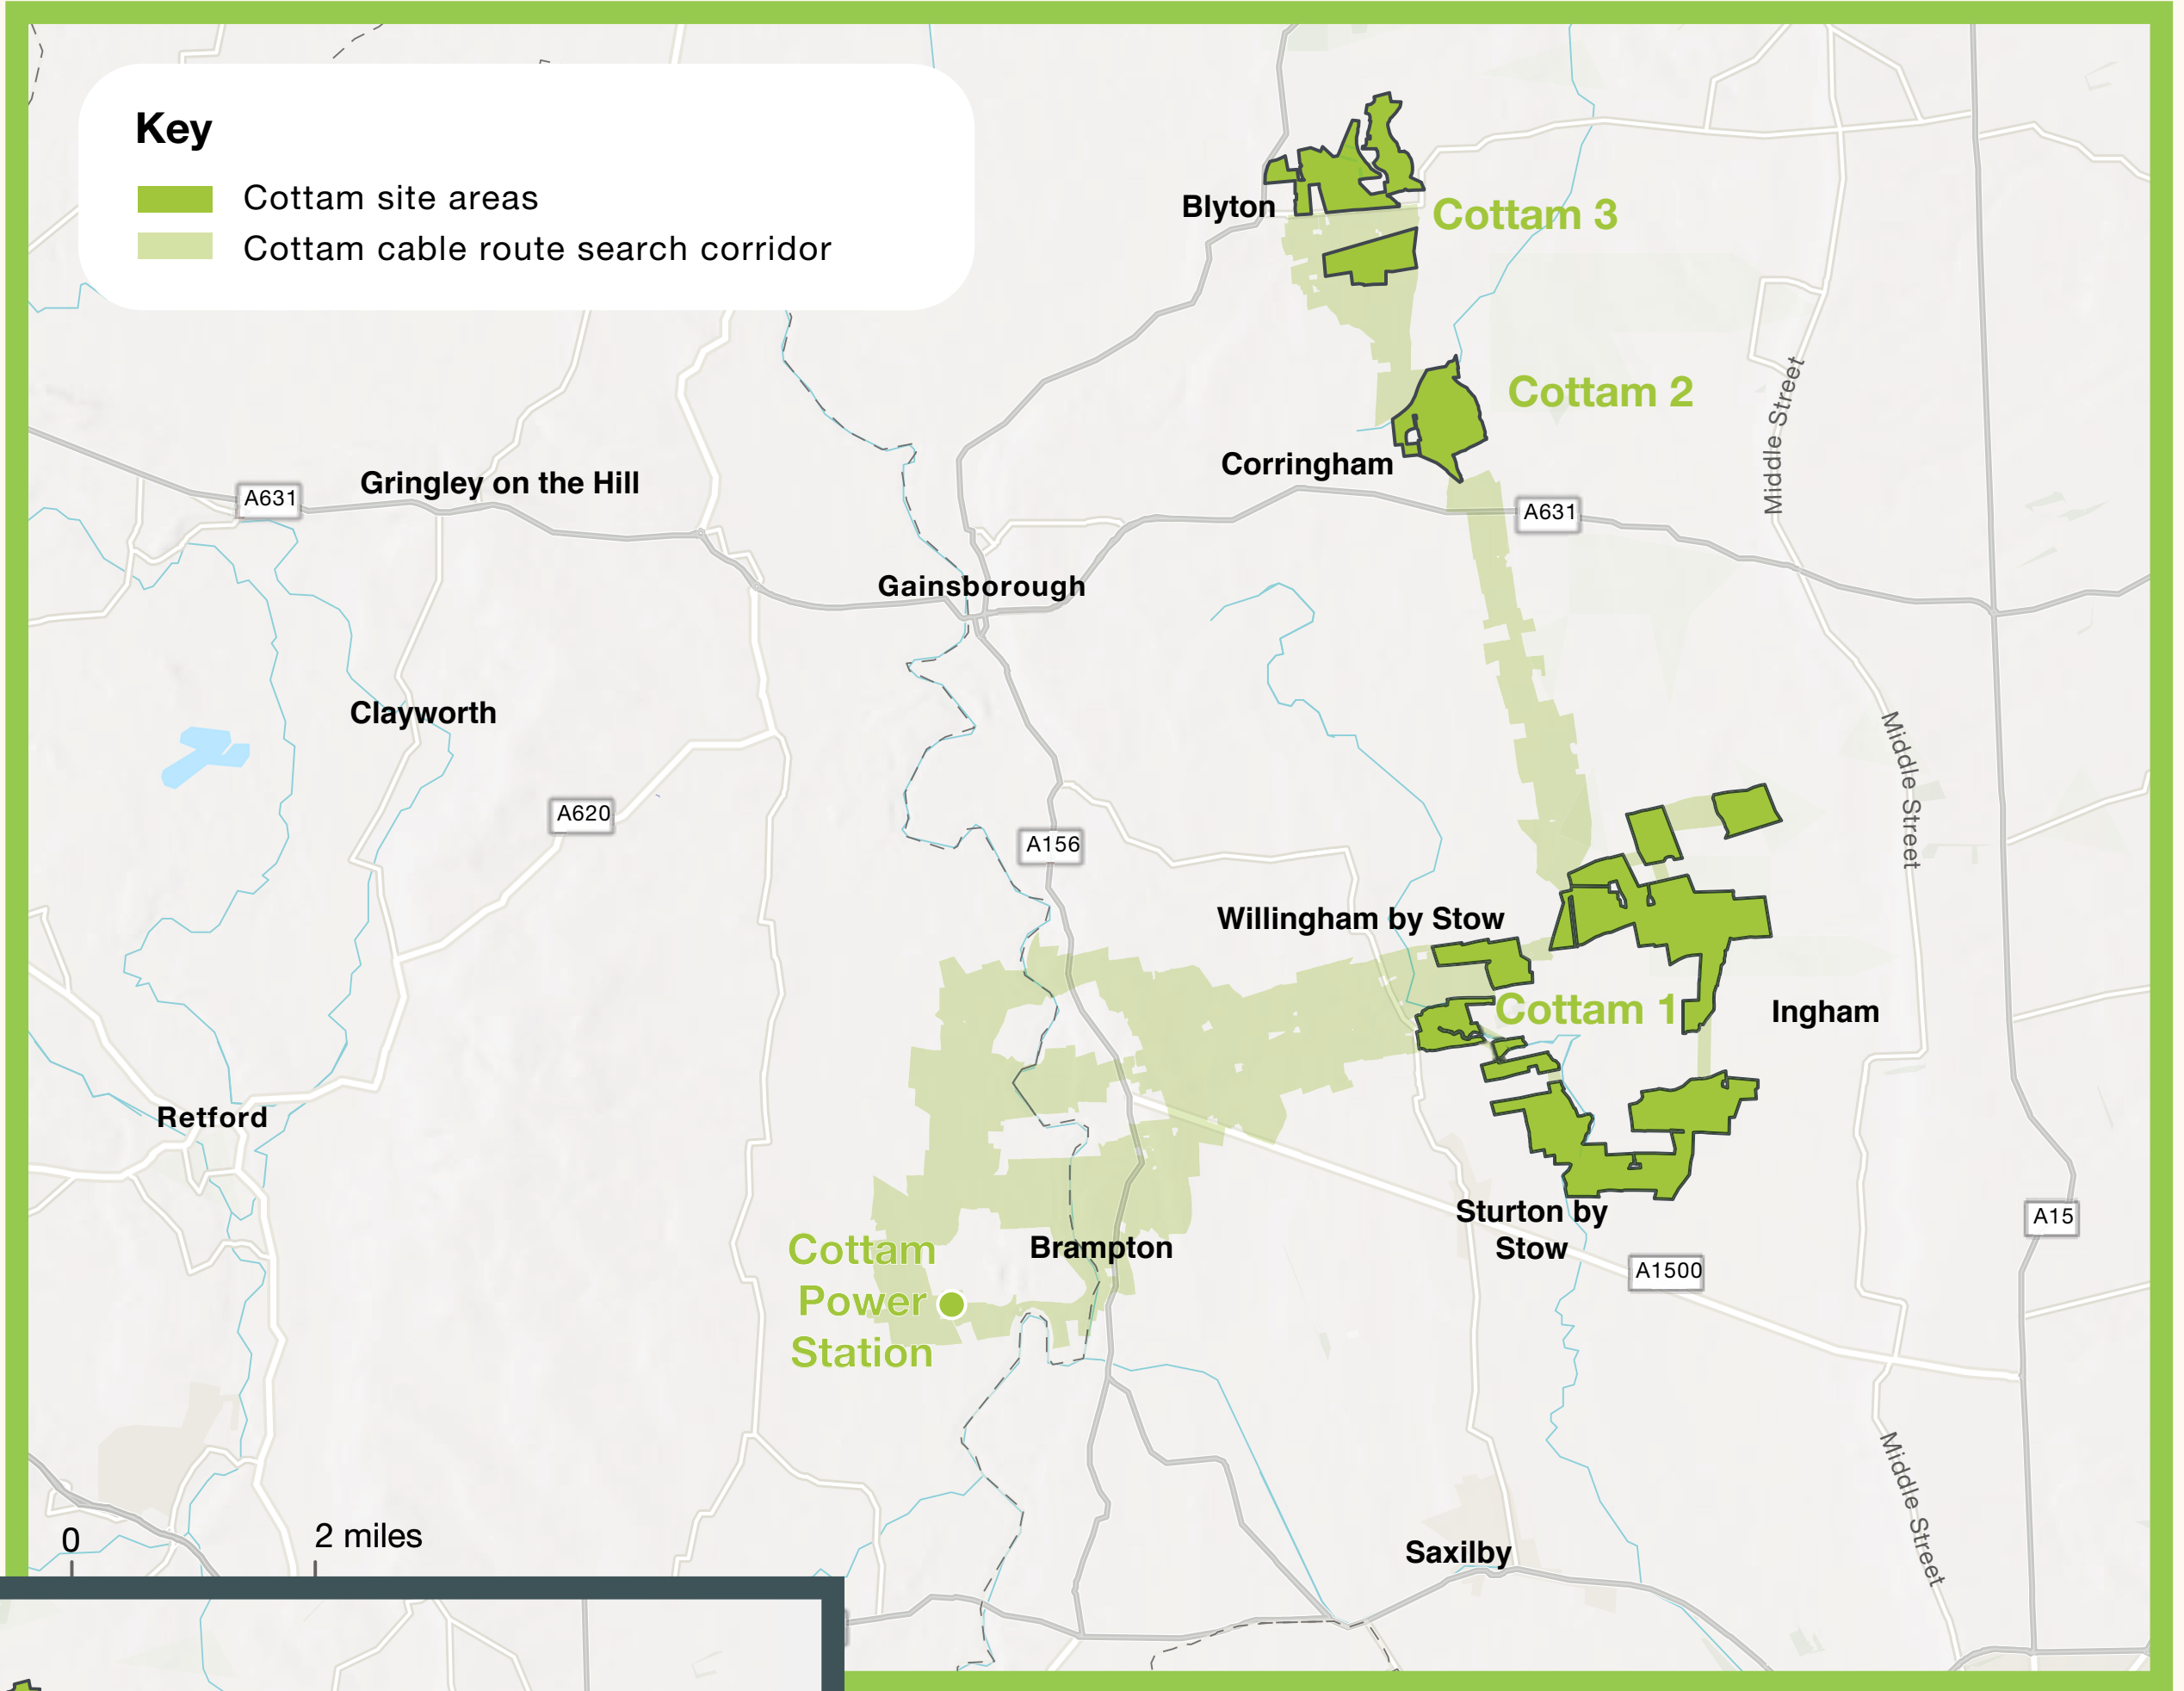 Key
Cottam site areas
Cottam cable route search corridor
Blyton
Cottam 3
Cottam 2
Middle Street
Corringham
Gringley on the Hill
A631
A631
Gainsborough
Clayworth
Middle Street
A620
A156
Willingham by Stow
Cottam 1
Ingham
Retford
Sturton by
Stow
A15
Cottam
Power
Station
Brampton
A1500
Middle Street
0
2 miles
Saxilby